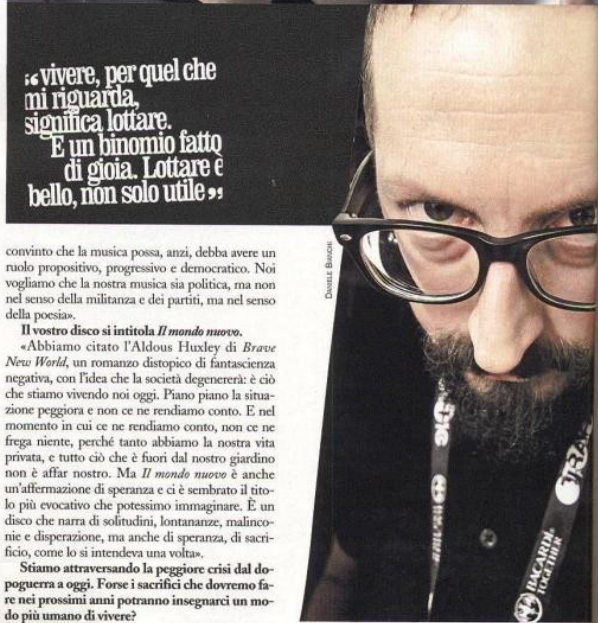 “vivere, per quel che
mi riguarda,
significa lottare.
E un binomio fatto
di gioia. Lottare è
bello, non solo utile”
DANIELE BIANCHI
convinto che la musica possa, anzi, debba avere un
ruolo propositivo, progressivo e democratico. Noi
vogliamo che la nostra musica sia politica, ma non
nel senso della militanza e dei partiti, ma nel senso
della poesia».
Il vostro disco si intitola Il mondo nuovo.
«Abbiamo citato l'Aldous Huxley di Brave
New World, un romanzo distopico di fantascienza
negativa, con l'idea che la società degenererà: è ciò
che stiamo vivendo noi oggi. Piano piano la situa-
zione peggiora e non ce ne rendiamo conto. E nel
momento in cui ce ne rendiamo conto, non ce ne
frega niente, perché tanto abbiamo la nostra vita
privata, e tutto ciò che è fuori dal nostro giardino
non è affar nostro. Ma Il mondo nuovo è anche
un'affermazione di speranza e ci è sembrato il tito-
lo più evocativo che potessimo immaginare. È un
disco che narra di solitudini, lontananze, malinco-
nie e disperazione, ma anche di speranza, di sacri-
ficio, come lo si intendeva una volta».
Stiamo attraversando la peggiore crisi dal do-
poguerra a oggi. Forse i sacrifici che dovremo fa-
re nei prossimi anni potranno insegnarci un mo-
do più umano di vivere?
BACARDI
TOGETHER